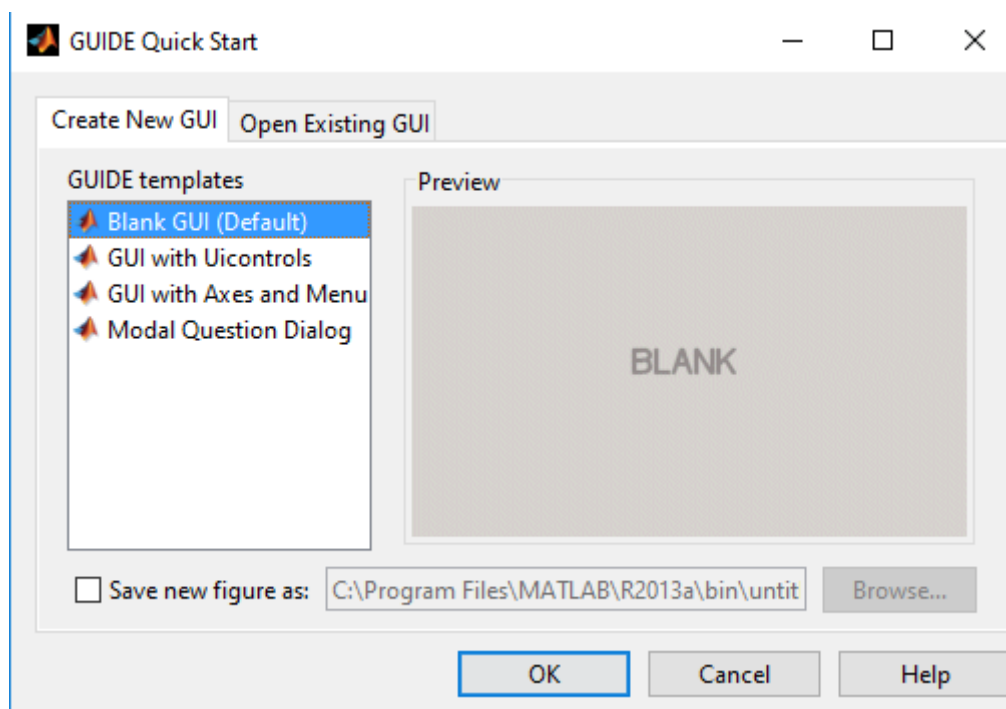 GUIDE Quick Start
Create New GUI
Open Existing GUI
GUIDE templates
Preview
Blank GUI (Default)
GUI with Uicontrols
GUI with Axes and Menu
Modal Question Dialog
BLANK
Save new figure as: C:\Program Files\MATLAB\R2013a\bin\untit Browse...
OK Cancel Help